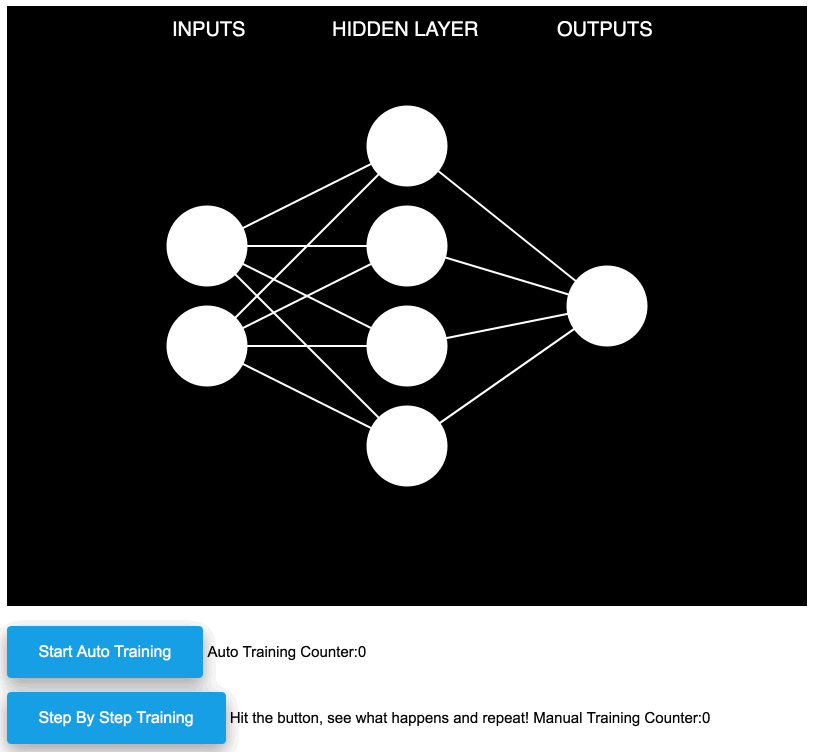 INPUTS HIDDEN LAYER OUTPUTS
Start Auto Training Auto Training Counter:0
Step By Step Training Hit the button, see what happens and repeat! Manual Training Counter:0